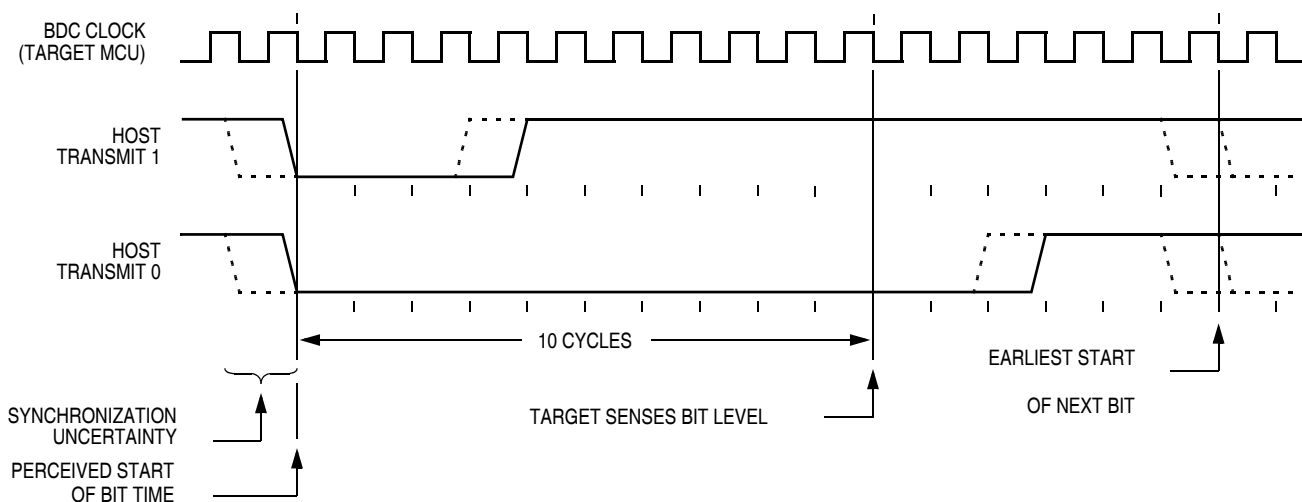 BDC CLOCK
(TARGET MCU)
HOST
TRANSMIT 1
HOST
TRANSMIT 0
10 CYCLES
EARLIEST START
OF NEXT BIT
TARGET SENSES BIT LEVEL
SYNCHRONIZATION
UNCERTAINTY
PERCEIVED START
OF BIT TIME